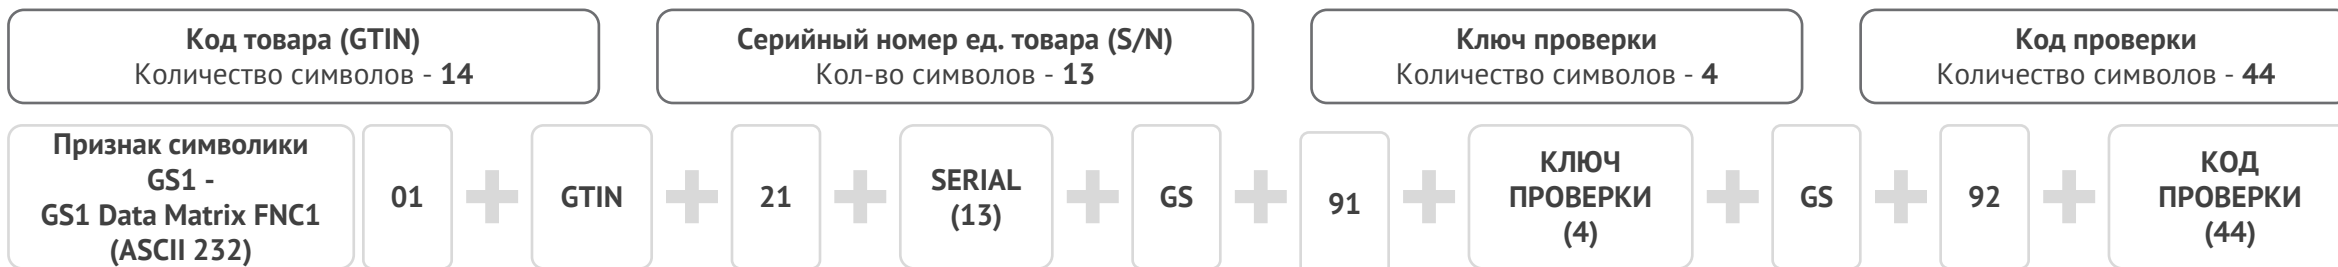 Код товара (GTIN)
Количество символов - 14
Серийный номер ед. товара (S/N)
Кол-во символов - 13
Ключ проверки
Количество символов - 4
Код проверки
Количество символов - 44
Признак символики
GS1 -
GS1 Data Matrix FNC1
(ASCII 232)
01
+
GTIN
+
21
+
SERIAL
(13)
+
GS
+
91
+
КЛЮЧ
ПРОВЕРКИ
(4)
+
GS
+
92
+
КОД
ПРОВЕРКИ
(44)